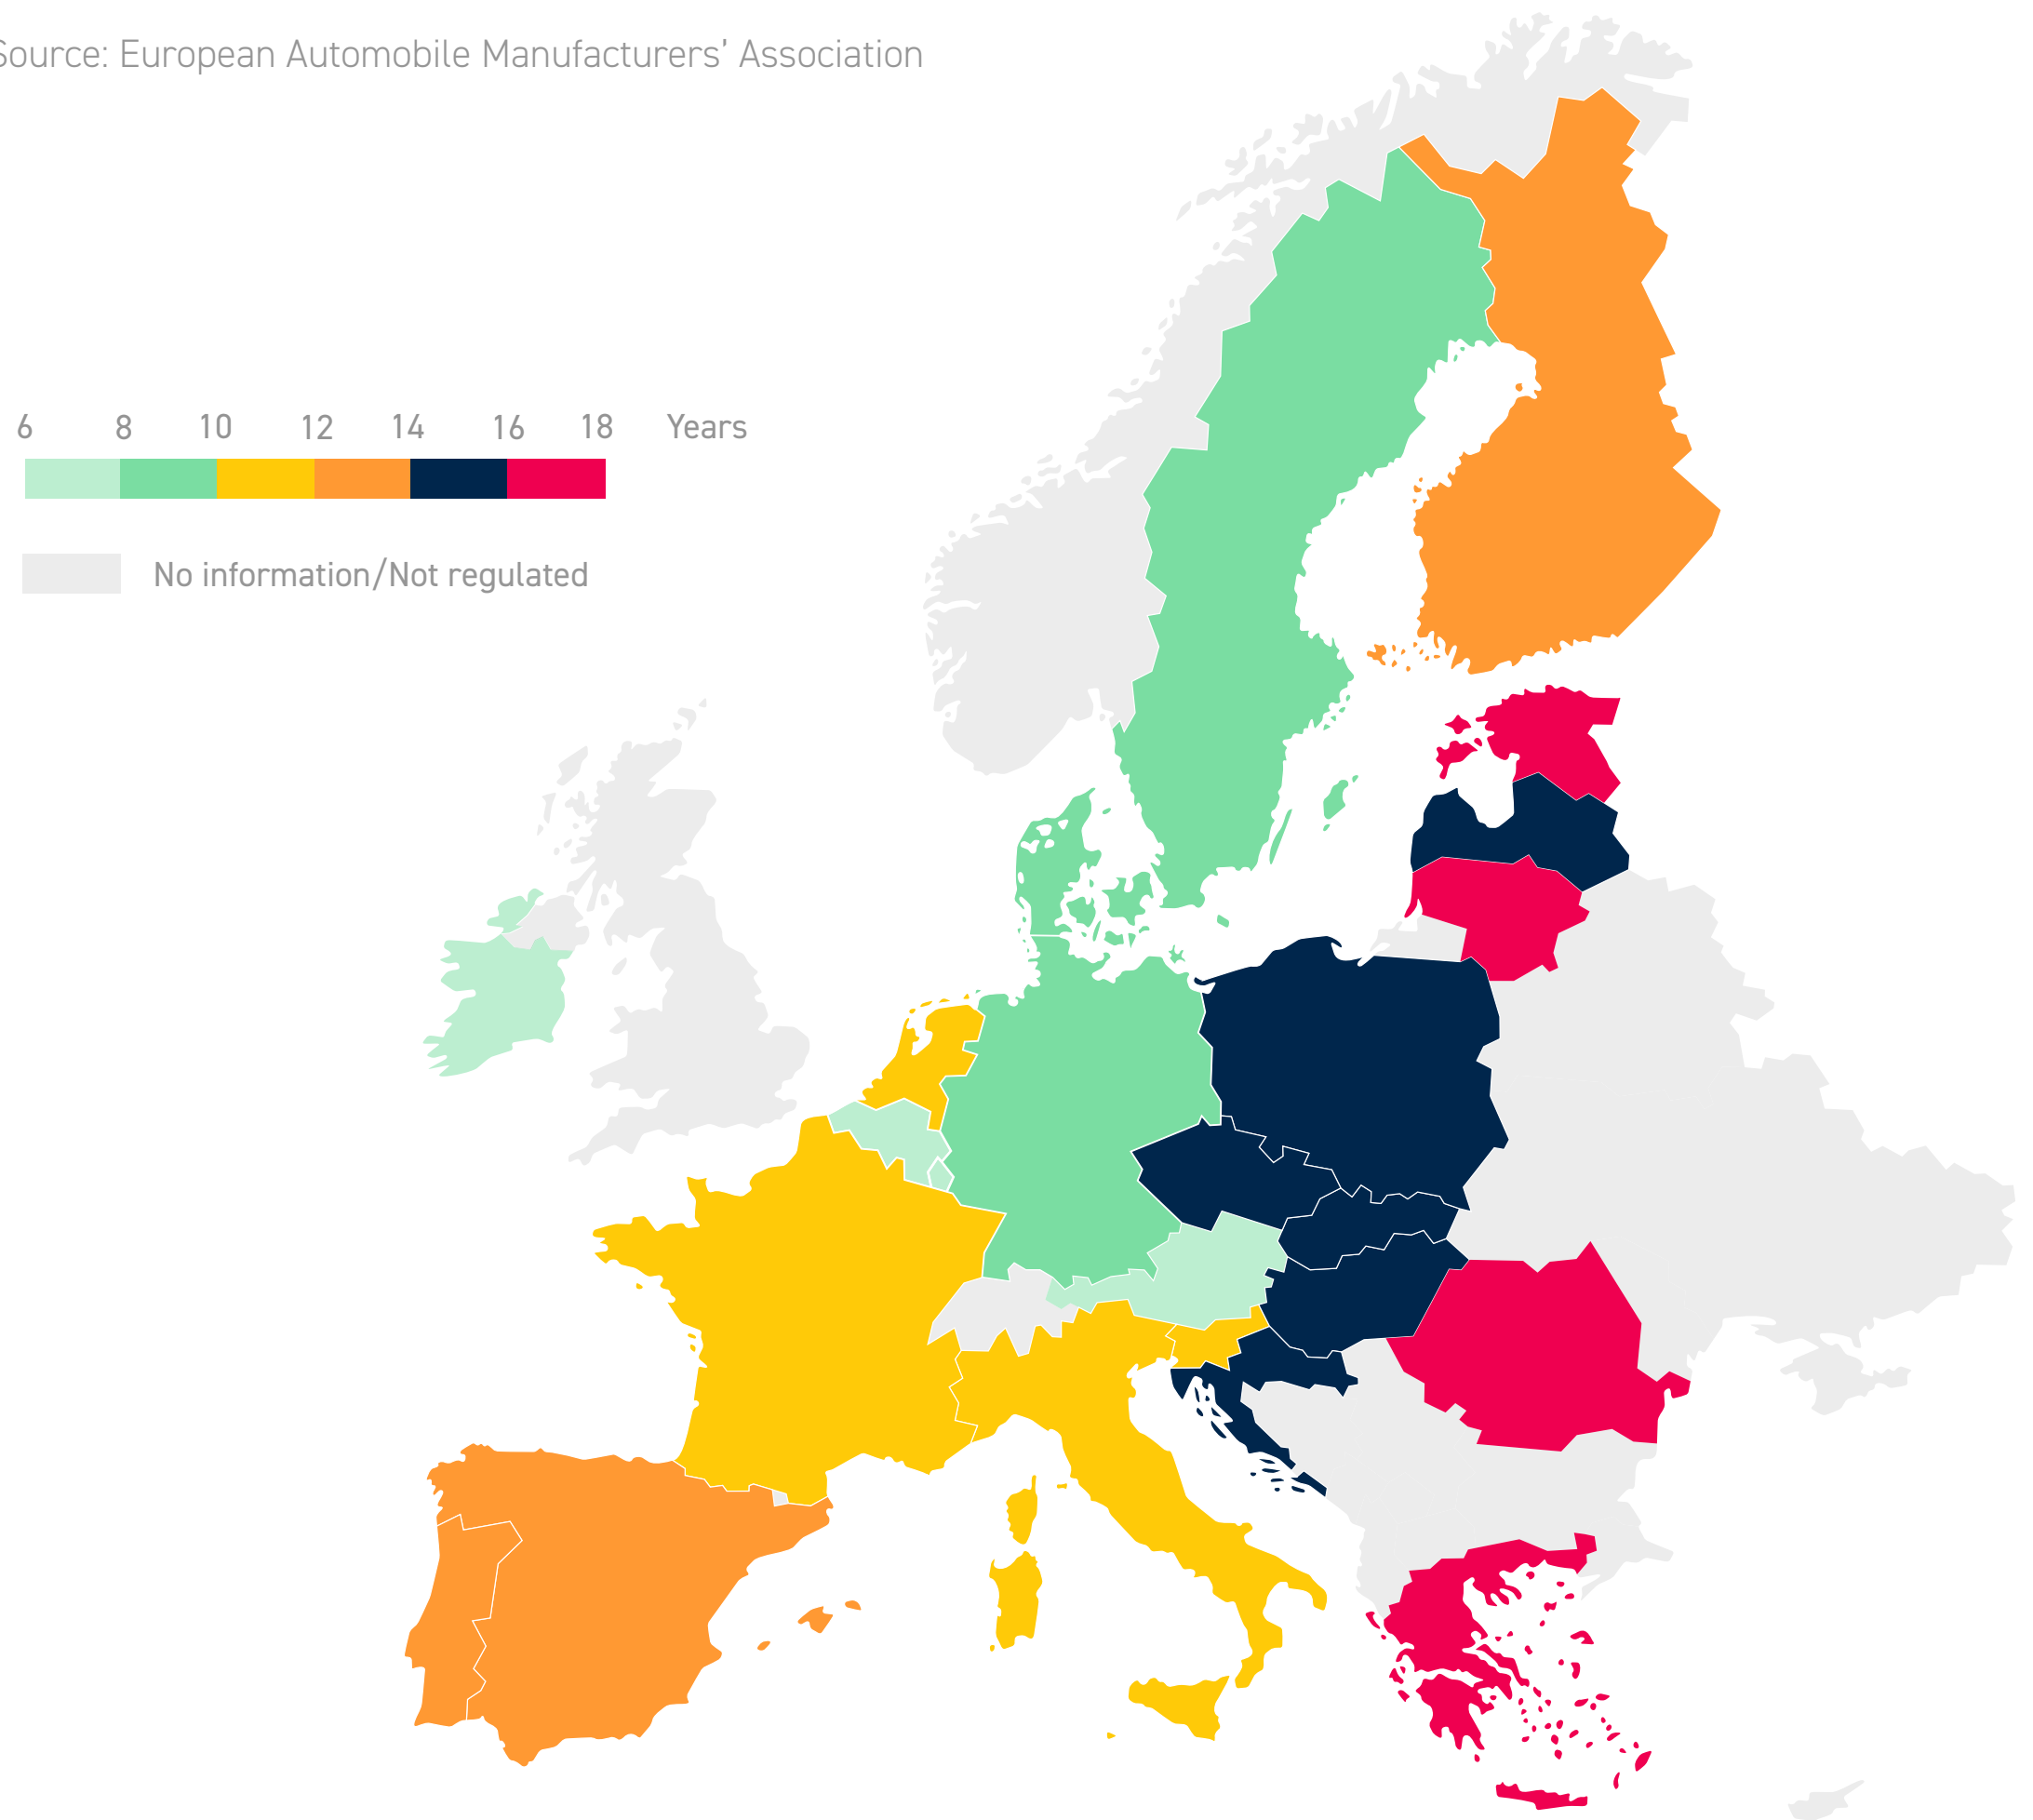 Source: European Automobile Manufacturers’ Association
6 8 10 12 14 16 18 Years
No information/Not regulated